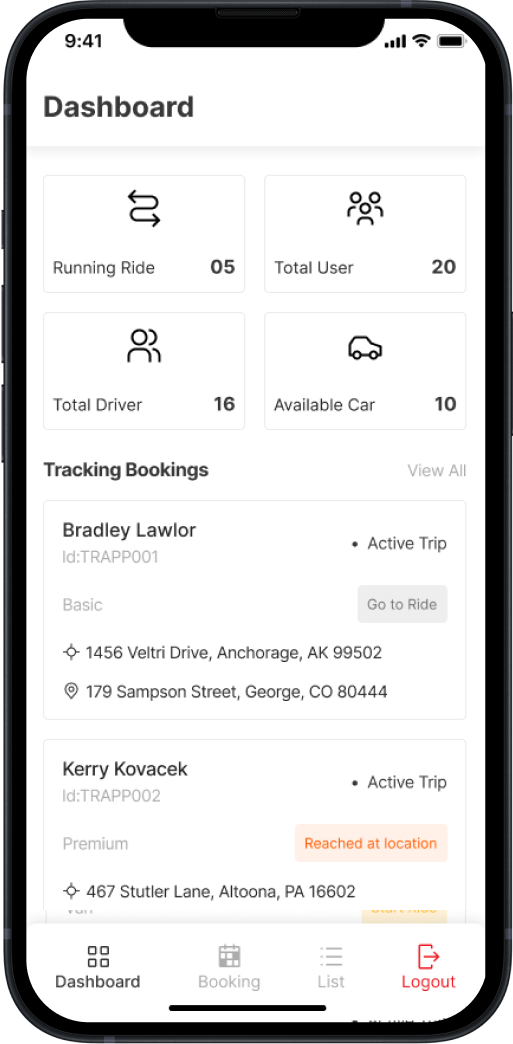 9:41
Dashboard
Running Ride 05
Total User 20
Total Driver 16
Available Car 10
Tracking Bookings View All
Bradley Lawlor
• Active Trip
Id:TRAPP001
Basic Go to Ride
1456 Veltri Drive, Anchorage, AK 99502
179 Sampson Street, George, CO 80444
Kerry Kovacek
• Active Trip
Id:TRAPP002
Premium Reached at location
467 Stutler Lane, Altoona, PA 16602
Dashboard Booking List Logout